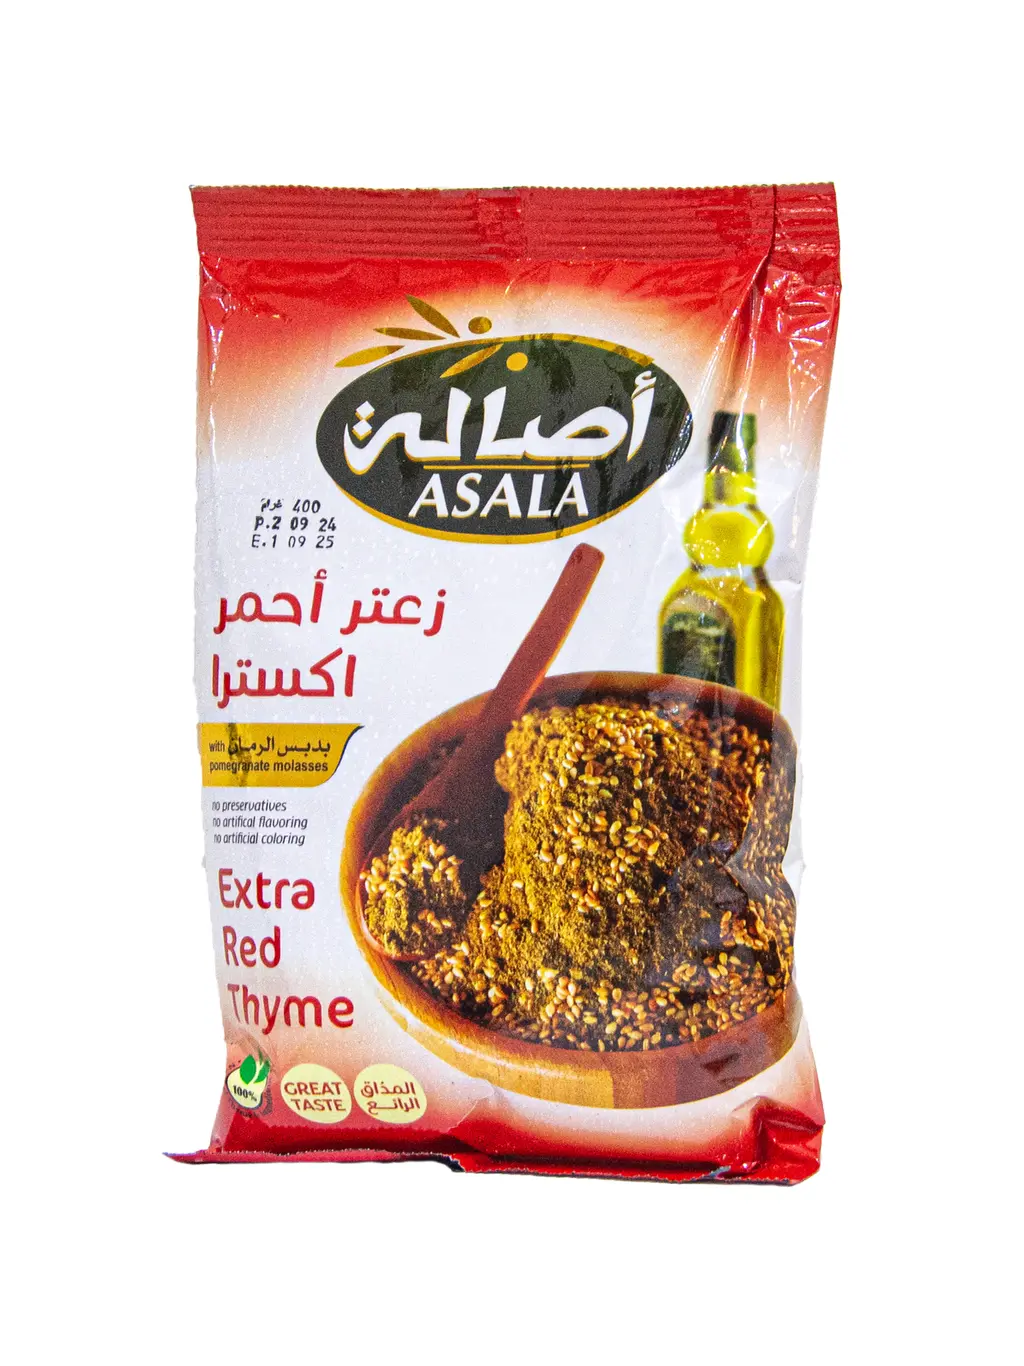 أصالة
ASALA
400 غرام
P.2 09 24
E.1 09 25
زعتر أحمر
اكسترا
with بدبس الرمان
pomegranate molasses
no preservatives
no artifical flavoring
no artificial coloring
Extra
Red
Thyme
100%
GREAT
TASTE
المذاق
الرائع